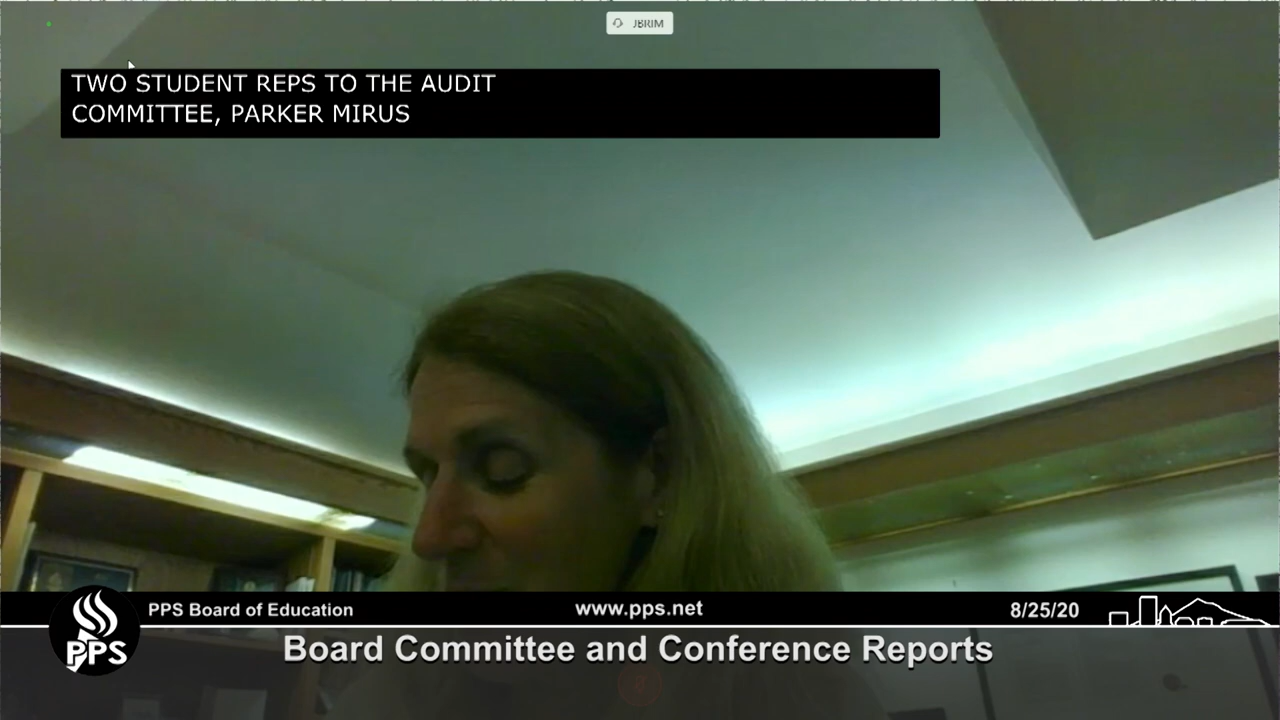 JBRIM
TWO STUDENT REPS TO THE AUDIT
COMMITTEE, PARKER MIRUS
PPS Board of Education
www.pps.net
8/25/20
PPS
Board Committee and Conference Reports